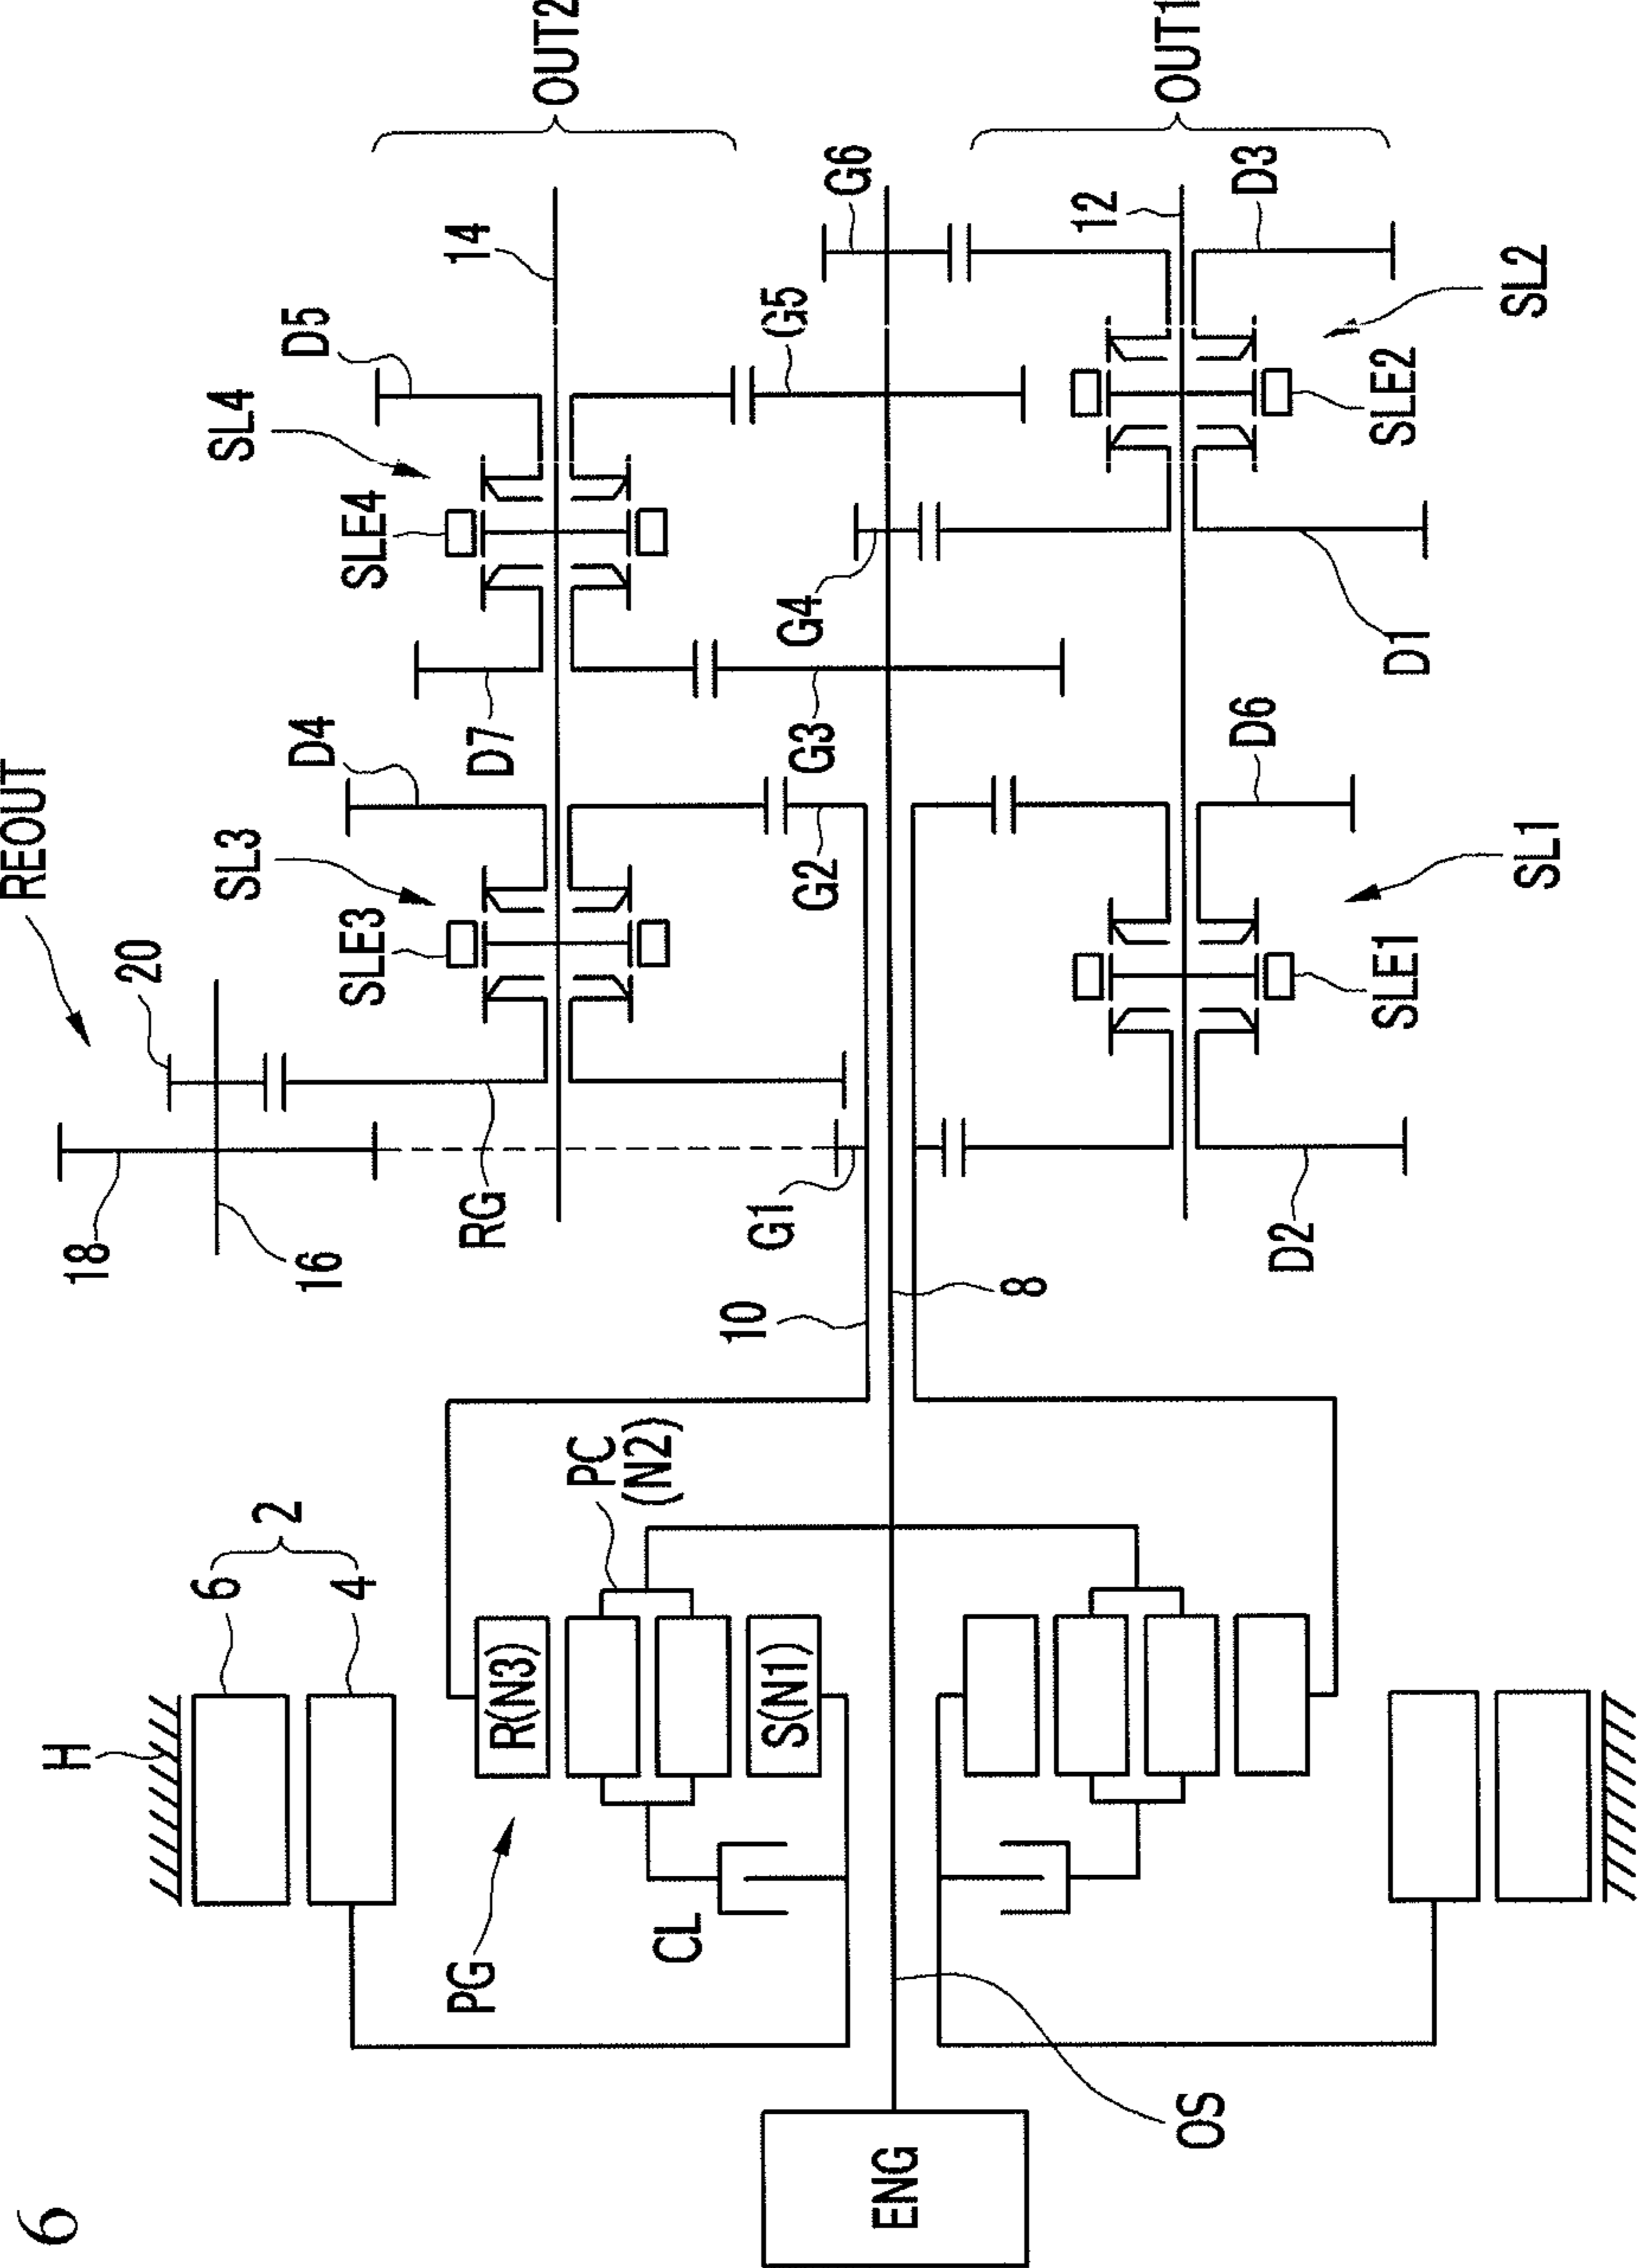 6
REOUT
OUT2
14
D5
SL4
SLE4
D7
D4
SL3
SLE3
20
18
16
RG
G6
G5
G4
G3
G2
G1
OUT1
D3
12
SL2
SLE2
D1
D6
SL1
SLE1
D2
10
8
2
6
4
H
PC
(N2)
R(N3)
S(N1)
PG
CL
OS
ENG